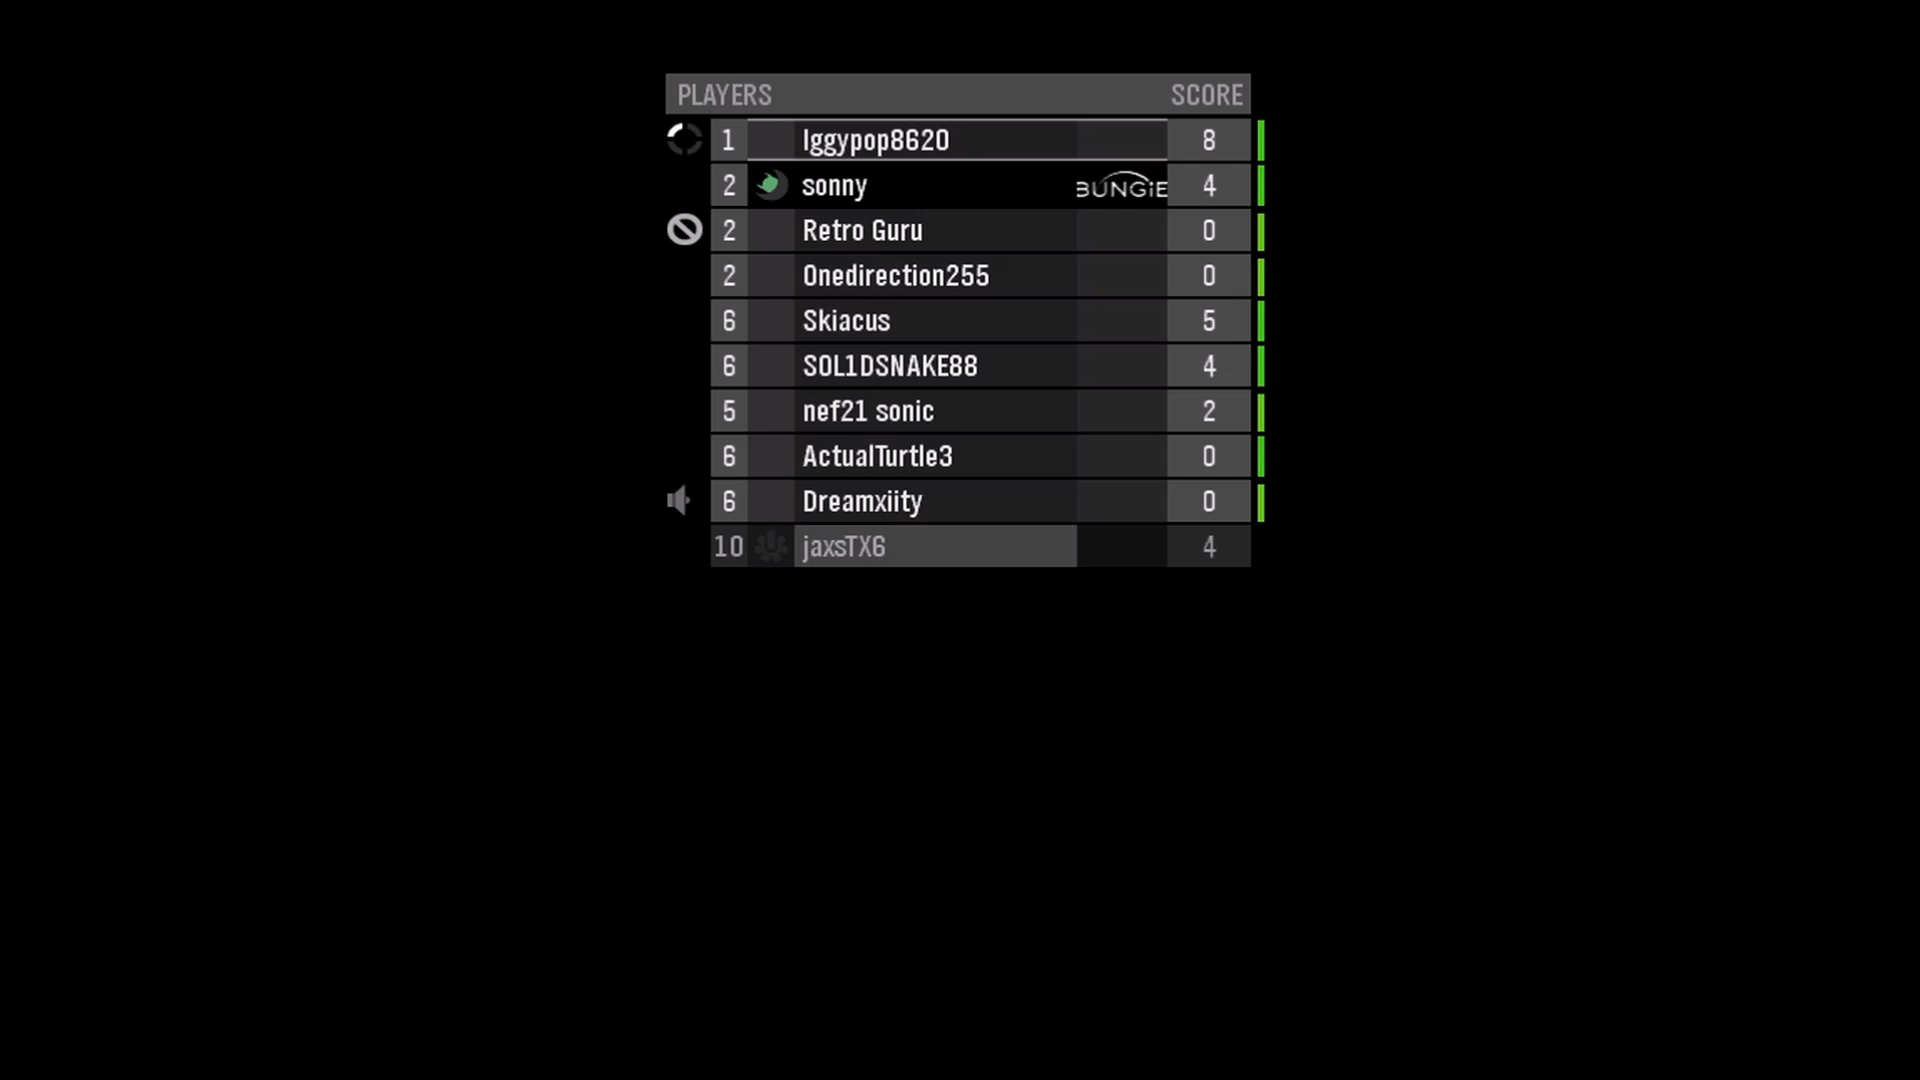 PLAYERS SCORE
1 Iggypop8620 8
2 sonny BUNGiE 4
2 Retro Guru 0
2 Onedirection255 0
6 Skiacus 5
6 SOL1DSNAKE88 4
5 nef21 sonic 2
6 ActualTurtle3 0
6 Dreamxiity 0
10 jaxsTX6 4